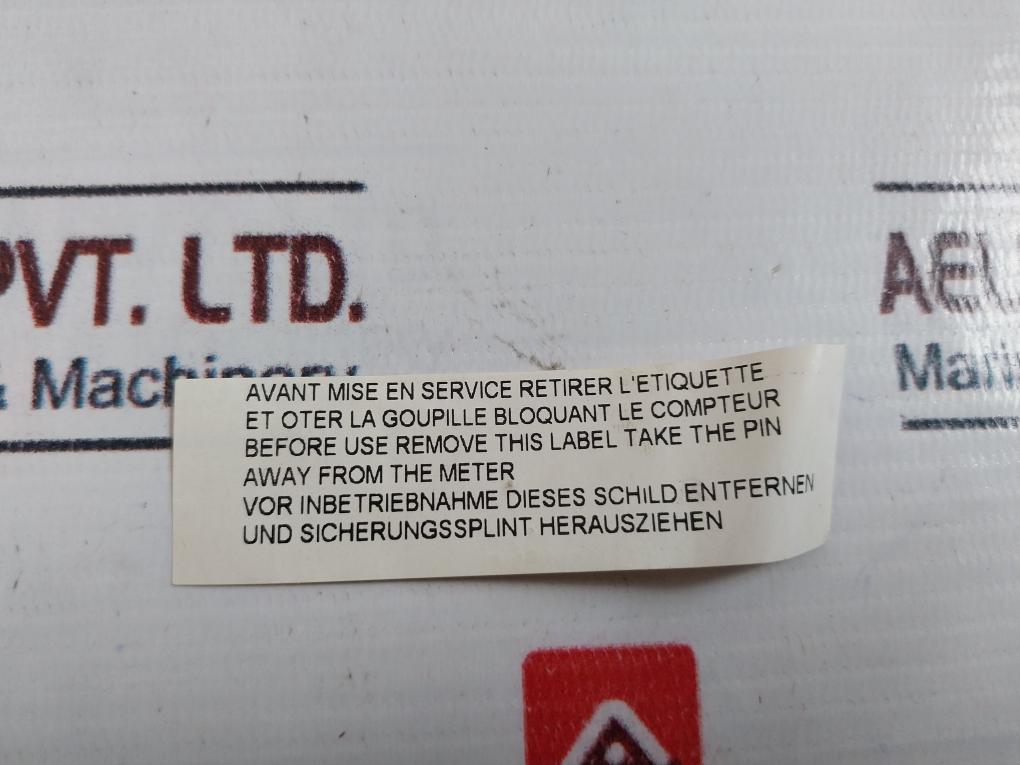 PVT. LTD.
& Machinery
AVANT MISE EN SERVICE RETIRER L'ETIQUETTE
ET OTER LA GOUPILLE BLOQUANT LE COMPTEUR
BEFORE USE REMOVE THIS LABEL TAKE THE PIN
AWAY FROM THE METER
VOR INBETRIEBNAHME DIESES SCHILD ENTFERNEN
UND SICHERUNGSSPLINT HERAUSZIEHEN